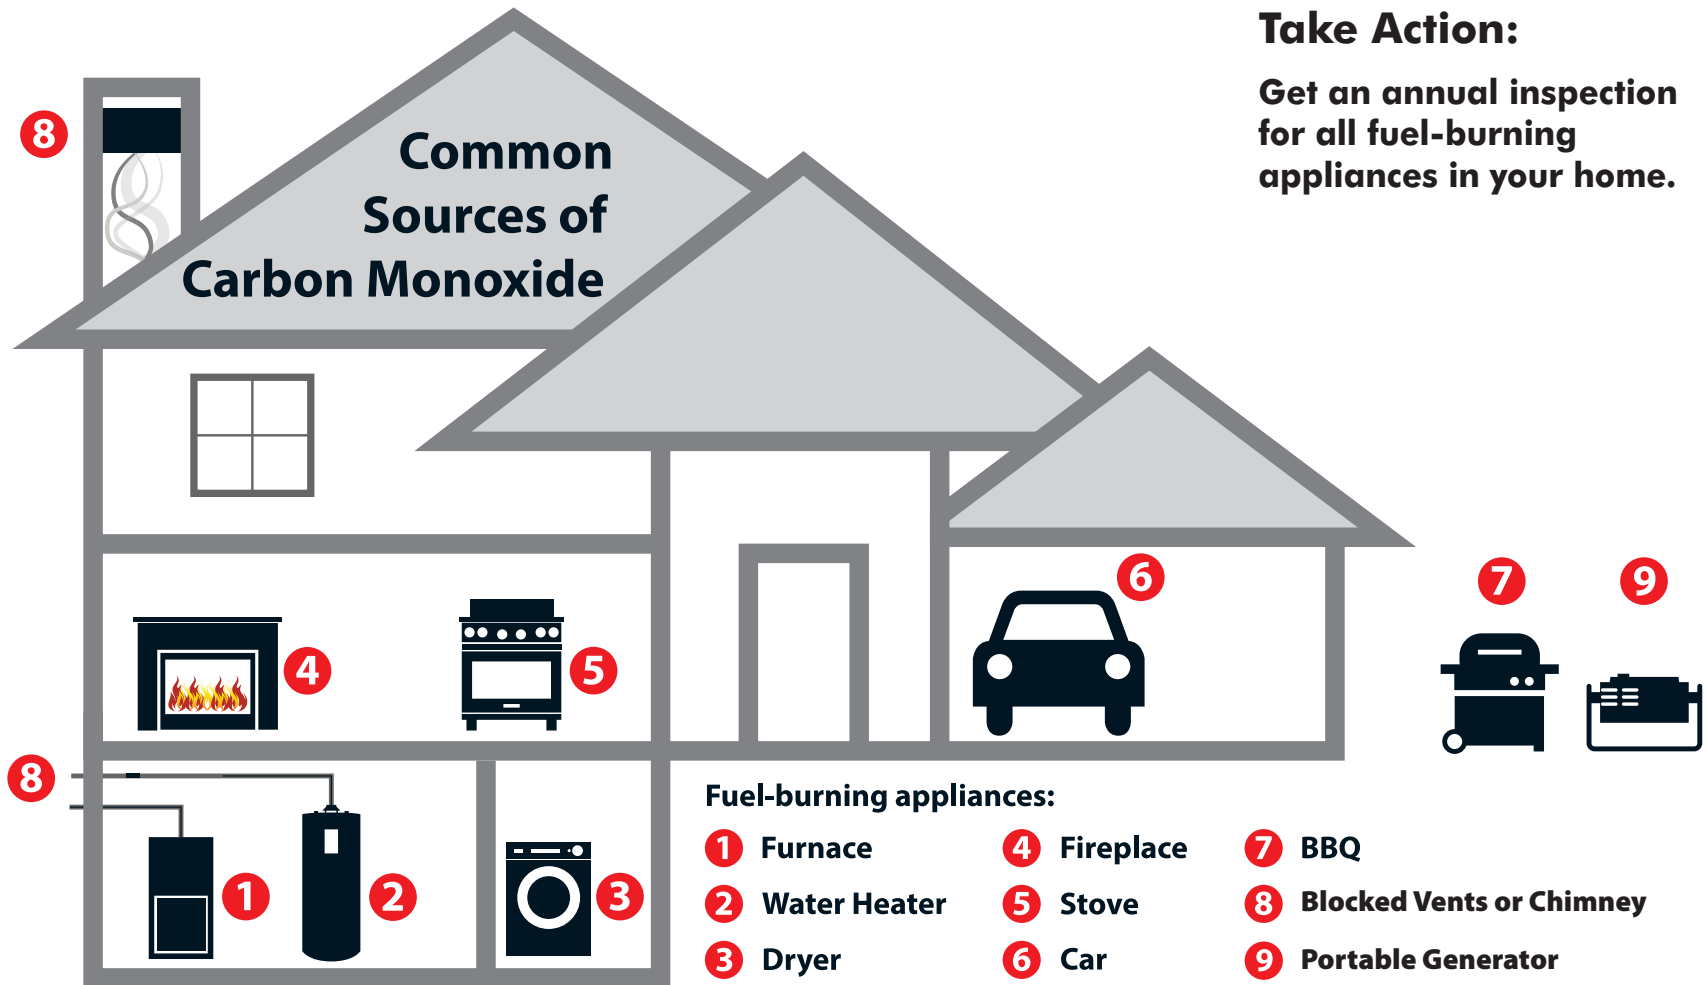 Take Action:
Get an annual inspection
for all fuel-burning
appliances in your home.
8
Common
Sources of
Carbon Monoxide
6
7
9
4
5
8
1
2
3
Fuel-burning appliances:
1 Furnace
2 Water Heater
3 Dryer
4 Fireplace
5 Stove
6 Car
7 BBQ
8 Blocked Vents or Chimney
9 Portable Generator